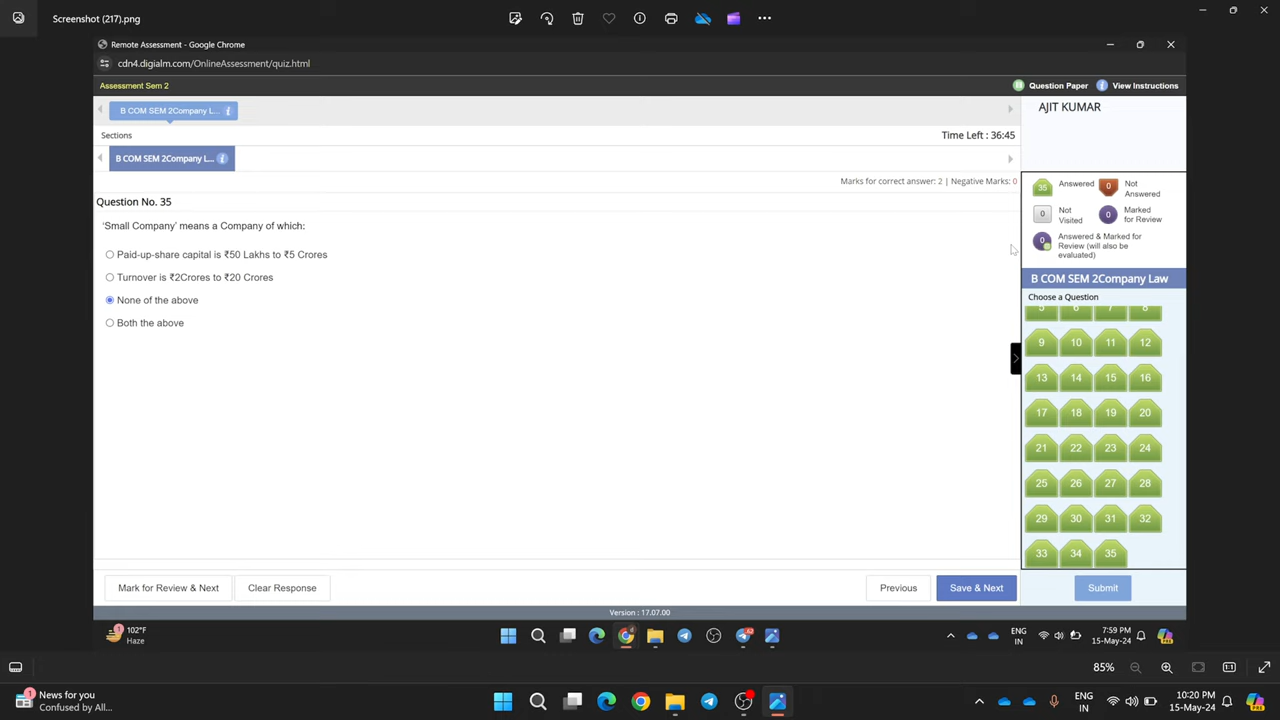 Screenshot (217).png
Remote Assessment - Google Chrome
cdn4.digialm.com/OnlineAssessment/quiz.html
Assessment Sem 2
Question Paper
View Instructions
B COM SEM 2Company L...
AJIT KUMAR
Sections
Time Left : 36:45
B COM SEM 2Company L...
Marks for correct answer: 2 | Negative Marks: 0
Question No. 35
'Small Company' means a Company of which:
Paid-up-share capital is ₹50 Lakhs to ₹5 Crores
Turnover is ₹2Crores to ₹20 Crores
None of the above
Both the above
35 Answered
0 Not Answered
0 Not Visited
0 Marked for Review
0 Answered & Marked for Review (will also be evaluated)
B COM SEM 2Company Law
Choose a Question
5 6 7 8
9 10 11 12
13 14 15 16
17 18 19 20
21 22 23 24
25 26 27 28
29 30 31 32
33 34 35
Mark for Review & Next
Clear Response
Previous
Save & Next
Submit
Version : 17.07.00
1
102°F
Haze
ENG
IN
7:59 PM
15-May-24
85%
1
News for you
Confused by All...
ENG
IN
10:20 PM
15-May-24